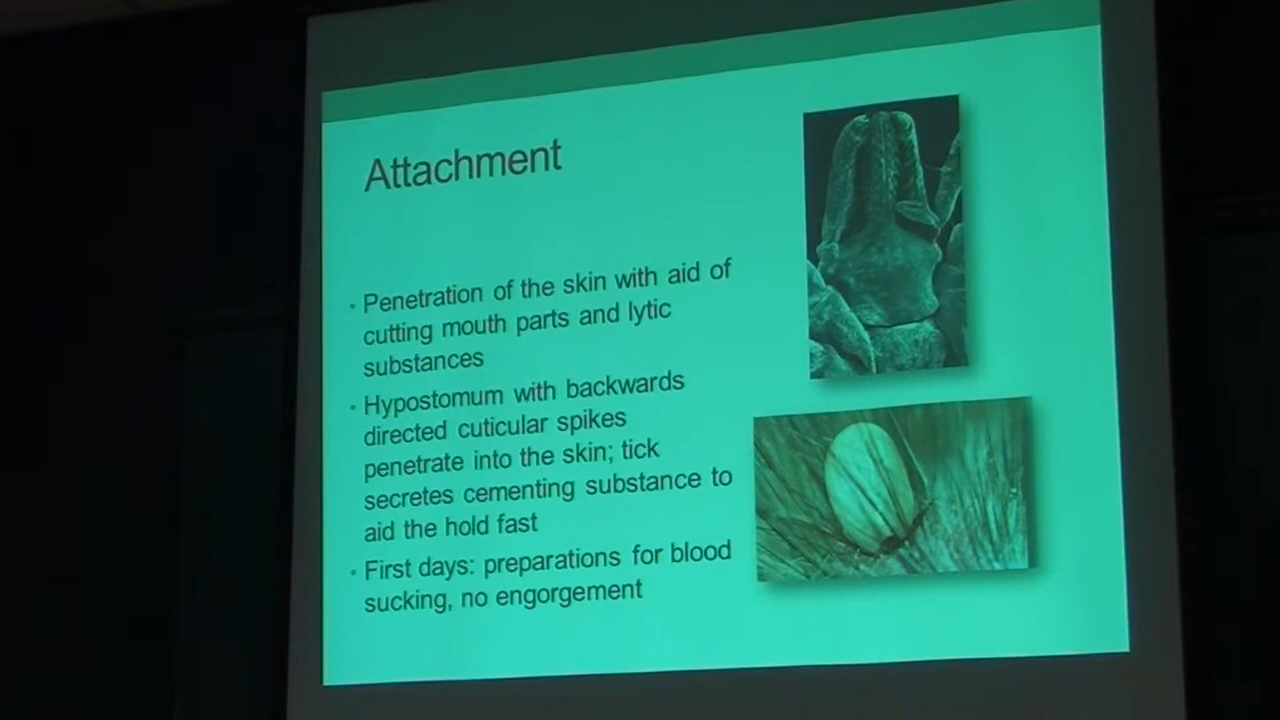 Attachment
• Penetration of the skin with aid of
cutting mouth parts and lytic
substances
• Hypostomum with backwards
directed cuticular spikes
penetrate into the skin; tick
secretes cementing substance to
aid the hold fast
• First days: preparations for blood
sucking, no engorgement